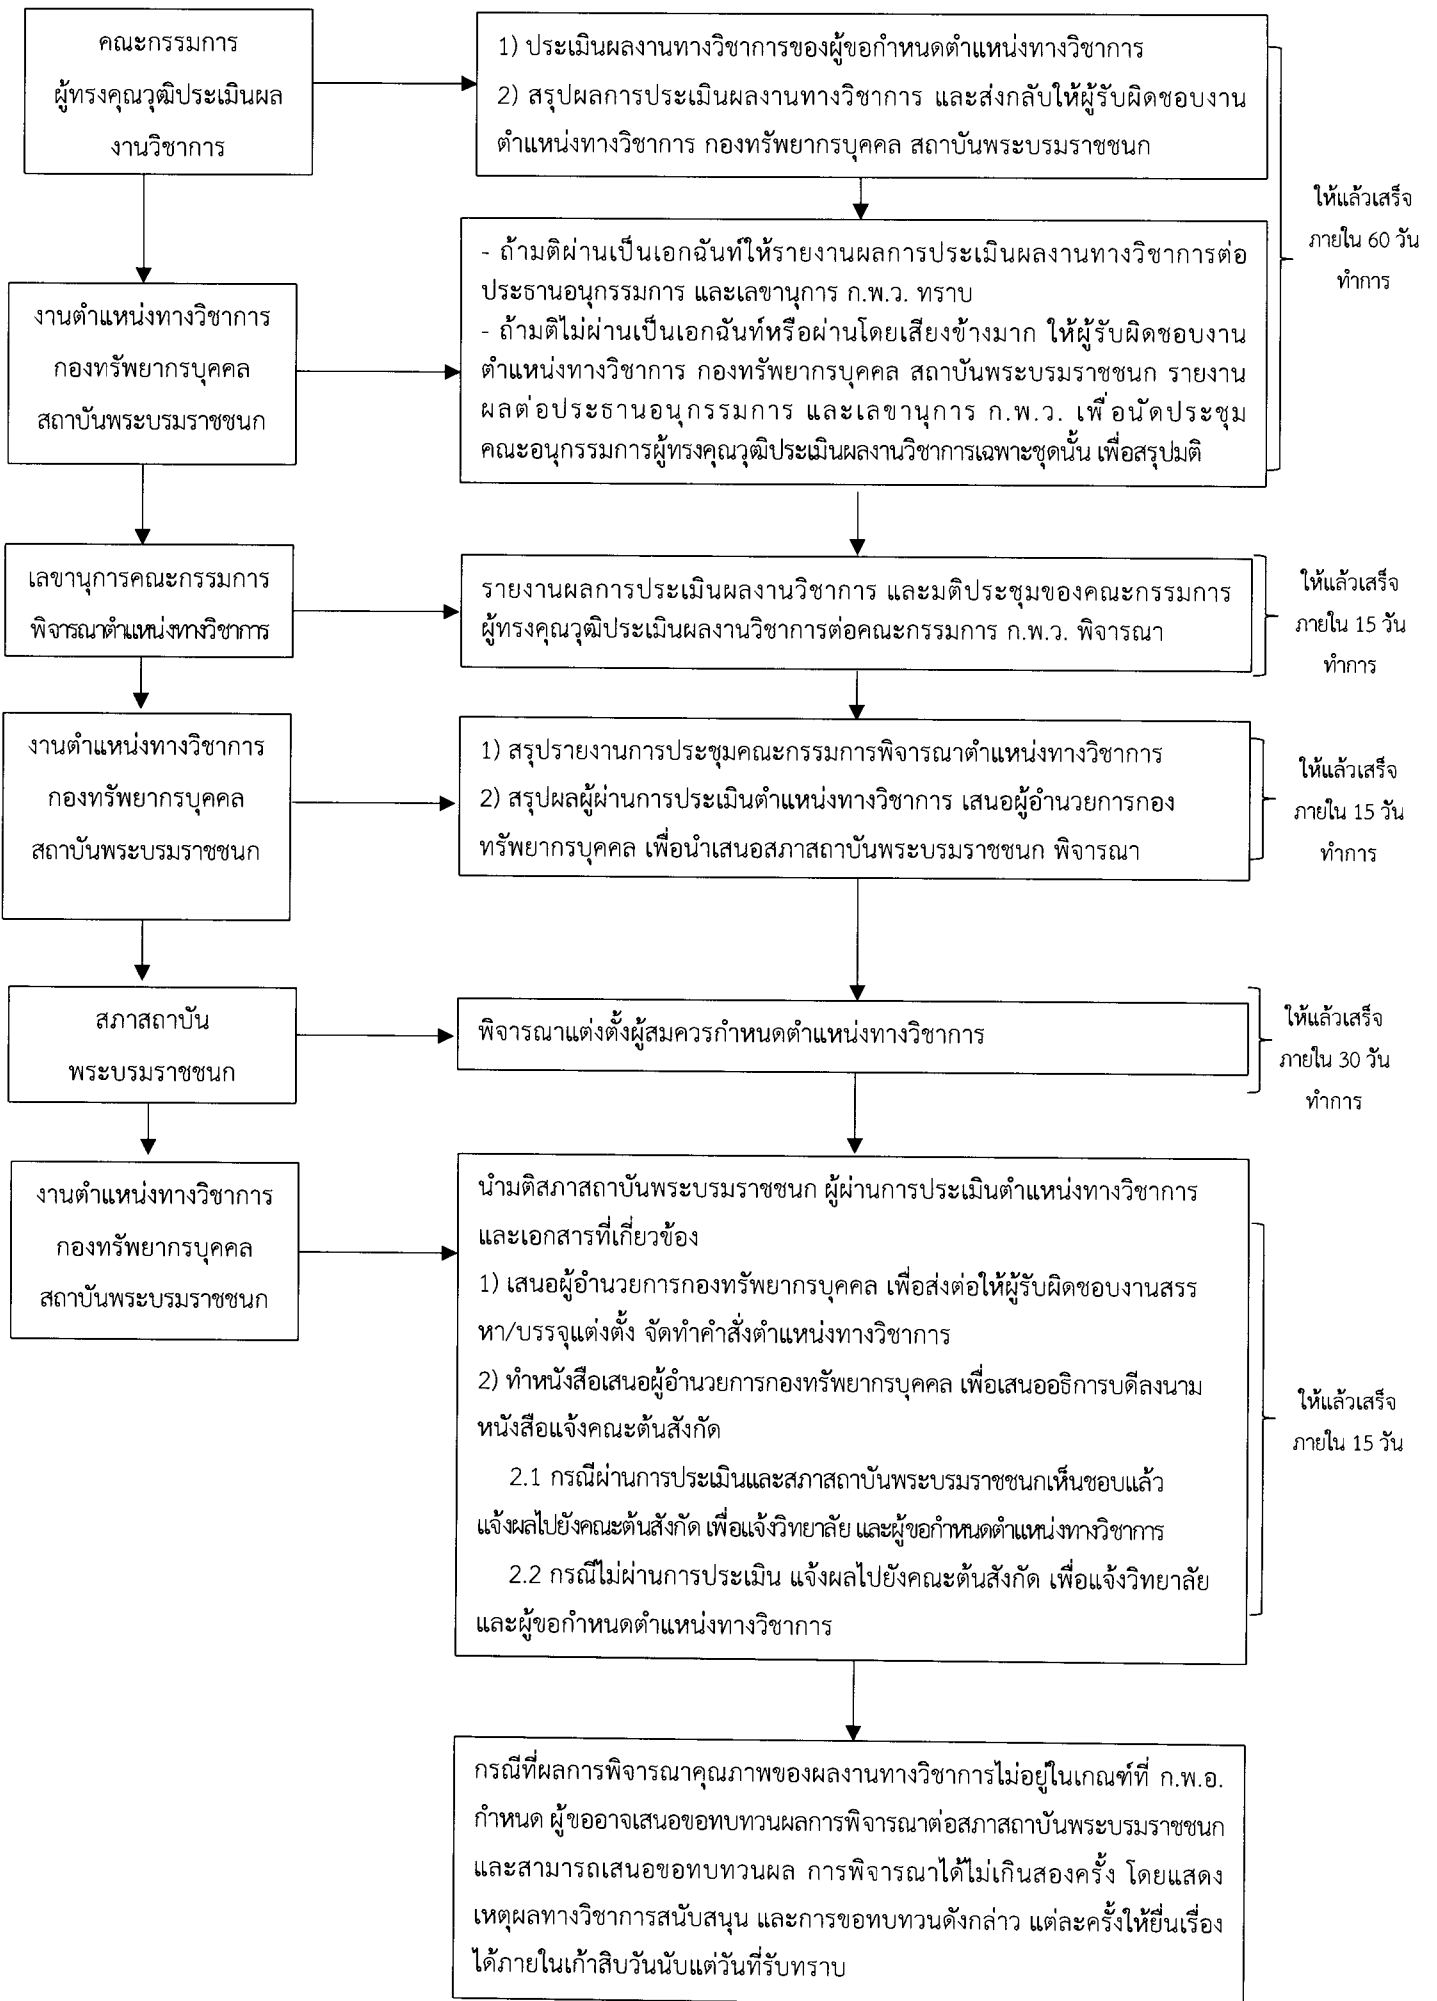 คณะกรรมการ
ผู้ทรงคุณวุฒิประเมินผล
งานวิชาการ
1) ประเมินผลงานทางวิชาการของผู้ขอกำหนดตำแหน่งทางวิชาการ
2) สรุปผลการประเมินผลงานทางวิชาการ และส่งกลับให้ผู้รับผิดชอบงาน
ตำแหน่งทางวิชาการ กองทรัพยากรบุคคล สถาบันพระบรมราชชนก
ให้แล้วเสร็จ
ภายใน 60 วัน
ทำการ
งานตำแหน่งทางวิชาการ
กองทรัพยากรบุคคล
สถาบันพระบรมราชชนก
- ถ้ามติผ่านเป็นเอกฉันท์ให้รายงานผลการประเมินผลงานทางวิชาการต่อ
ประธานอนุกรรมการ และเลขานุการ ก.พ.ว. ทราบ
- ถ้ามติไม่ผ่านเป็นเอกฉันท์หรือผ่านโดยเสียงข้างมาก ให้ผู้รับผิดชอบงาน
ตำแหน่งทางวิชาการ กองทรัพยากรบุคคล สถาบันพระบรมราชชนก รายงาน
ผลต่อประธานอนุกรรมการ และเลขานุการ ก.พ.ว. เพื่อนัดประชุม
คณะอนุกรรมการผู้ทรงคุณวุฒิประเมินผลงานวิชาการเฉพาะชุดนั้น เพื่อสรุปมติ
เลขานุการคณะกรรมการ
พิจารณาตำแหน่งทางวิชาการ
รายงานผลการประเมินผลงานวิชาการ และมติประชุมของคณะกรรมการ
ผู้ทรงคุณวุฒิประเมินผลงานวิชาการต่อคณะกรรมการ ก.พ.ว. พิจารณา
ให้แล้วเสร็จ
ภายใน 15 วัน
ทำการ
งานตำแหน่งทางวิชาการ
กองทรัพยากรบุคคล
สถาบันพระบรมราชชนก
1) สรุปรายงานการประชุมคณะกรรมการพิจารณาตำแหน่งทางวิชาการ
2) สรุปผลผู้ผ่านการประเมินตำแหน่งทางวิชาการ เสนอผู้อำนวยการกอง
ทรัพยากรบุคคล เพื่อนำเสนอสภาสถาบันพระบรมราชชนก พิจารณา
ให้แล้วเสร็จ
ภายใน 15 วัน
ทำการ
สภาสถาบัน
พระบรมราชชนก
พิจารณาแต่งตั้งผู้สมควรกำหนดตำแหน่งทางวิชาการ
ให้แล้วเสร็จ
ภายใน 30 วัน
ทำการ
งานตำแหน่งทางวิชาการ
กองทรัพยากรบุคคล
สถาบันพระบรมราชชนก
นำมติสภาสถาบันพระบรมราชชนก ผู้ผ่านการประเมินตำแหน่งทางวิชาการ
และเอกสารที่เกี่ยวข้อง
1) เสนอผู้อำนวยการกองทรัพยากรบุคคล เพื่อส่งต่อให้ผู้รับผิดชอบงานสรร
หา/บรรจุแต่งตั้ง จัดทำคำสั่งตำแหน่งทางวิชาการ
2) ทำหนังสือเสนอผู้อำนวยการกองทรัพยากรบุคคล เพื่อเสนออธิการบดีลงนาม
หนังสือแจ้งคณะต้นสังกัด
2.1 กรณีผ่านการประเมินและสภาสถาบันพระบรมราชชนกเห็นชอบแล้ว
แจ้งผลไปยังคณะต้นสังกัด เพื่อแจ้งวิทยาลัย และผู้ขอกำหนดตำแหน่งทางวิชาการ
2.2 กรณีไม่ผ่านการประเมิน แจ้งผลไปยังคณะต้นสังกัด เพื่อแจ้งวิทยาลัย
และผู้ขอกำหนดตำแหน่งทางวิชาการ
ให้แล้วเสร็จ
ภายใน 15 วัน
กรณีที่ผลการพิจารณาคุณภาพของผลงานทางวิชาการไม่อยู่ในเกณฑ์ที่ ก.พ.อ.
กำหนด ผู้ขออาจเสนอขอทบทวนผลการพิจารณาต่อสภาสถาบันพระบรมราชชนก
และสามารถเสนอขอทบทวนผล การพิจารณาได้ไม่เกินสองครั้ง โดยแสดง
เหตุผลทางวิชาการสนับสนุน และการขอทบทวนดังกล่าว แต่ละครั้งให้ยื่นเรื่อง
ได้ภายในเก้าสิบวันนับแต่วันที่รับทราบ